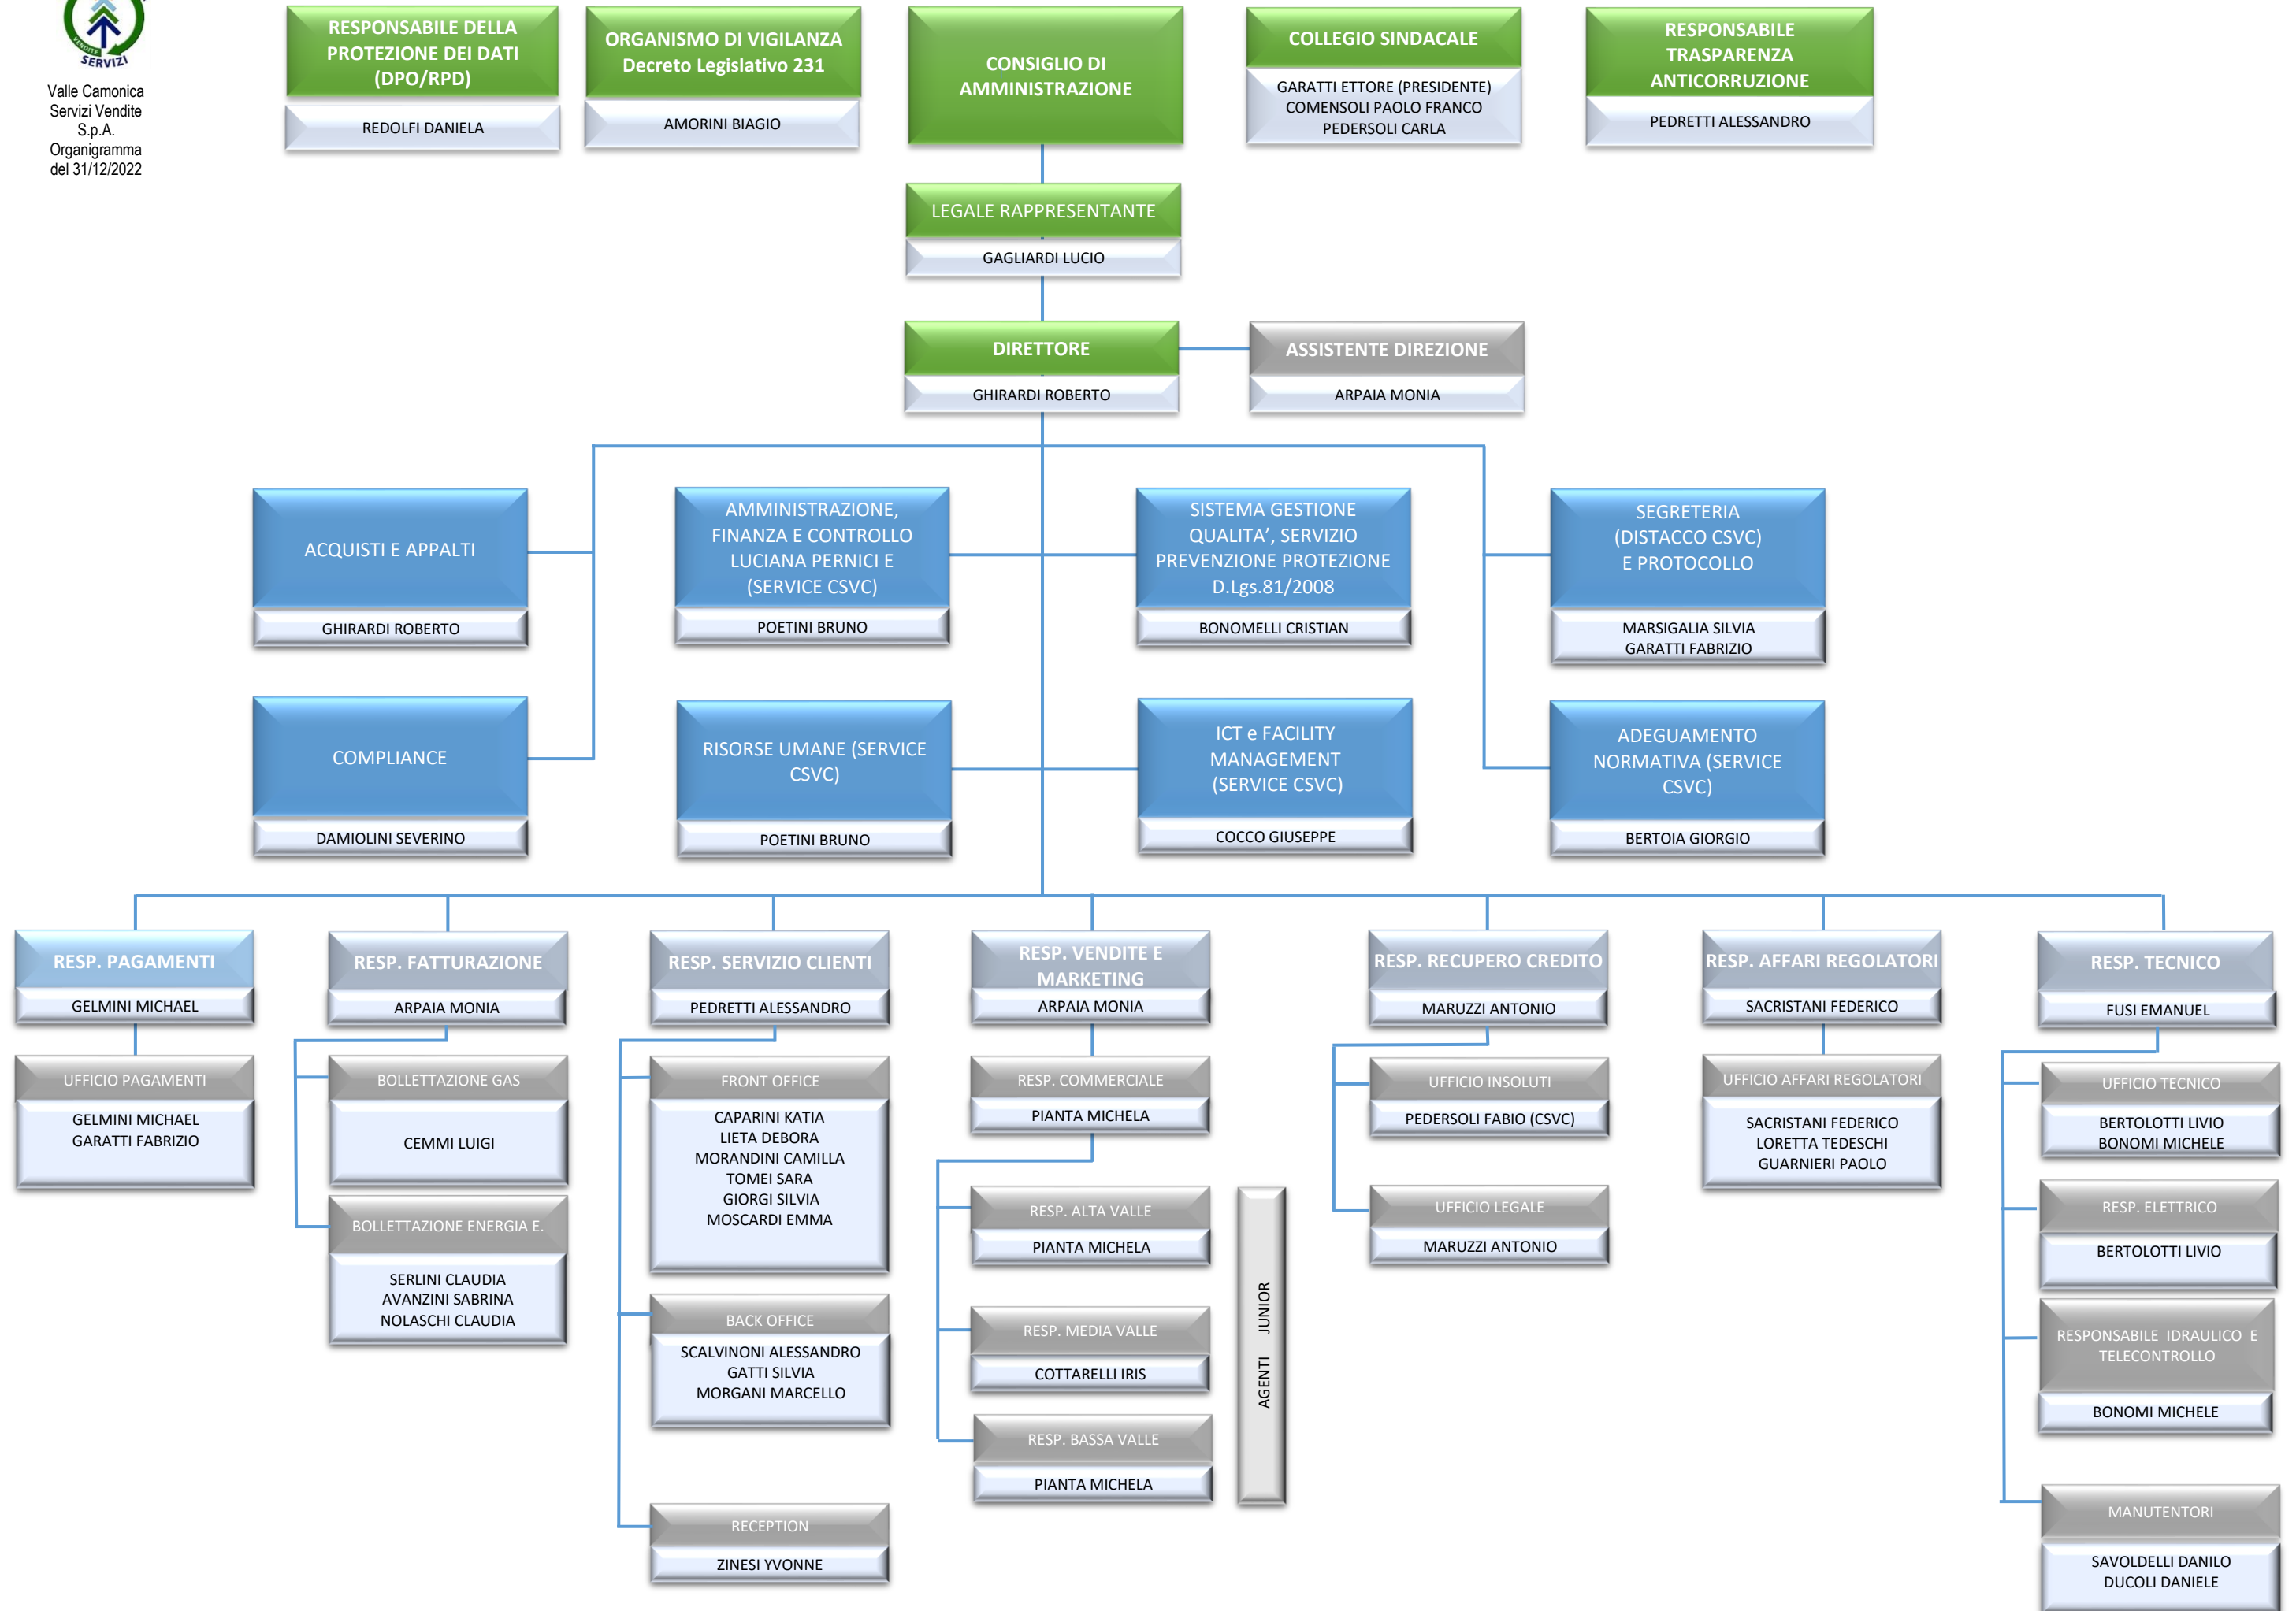 VENDITE
SERVIZI
Valle Camonica
Servizi Vendite
S.p.A.
Organigramma
del 31/12/2022
RESPONSABILE DELLA
PROTEZIONE DEI DATI
(DPO/RPD)
REDOLFI DANIELA
ORGANISMO DI VIGILANZA
Decreto Legislativo 231
AMORINI BIAGIO
CONSIGLIO DI
AMMINISTRAZIONE
COLLEGIO SINDACALE
GARATTI ETTORE (PRESIDENTE)
COMENSOLI PAOLO FRANCO
PEDERSOLI CARLA
RESPONSABILE
TRASPARENZA
ANTICORRUZIONE
PEDRETTI ALESSANDRO
LEGALE RAPPRESENTANTE
GAGLIARDI LUCIO
DIRETTORE
GHIRARDI ROBERTO
ASSISTENTE DIREZIONE
ARPAIA MONIA
ACQUISTI E APPALTI
GHIRARDI ROBERTO
AMMINISTRAZIONE,
FINANZA E CONTROLLO
LUCIANA PERNICI E
(SERVICE CSVC)
POETINI BRUNO
SISTEMA GESTIONE
QUALITA’, SERVIZIO
PREVENZIONE PROTEZIONE
D.Lgs.81/2008
BONOMELLI CRISTIAN
SEGRETERIA
(DISTACCO CSVC)
E PROTOCOLLO
MARSIGALIA SILVIA
GARATTI FABRIZIO
COMPLIANCE
DAMIOLINI SEVERINO
RISORSE UMANE (SERVICE
CSVC)
POETINI BRUNO
ICT e FACILITY
MANAGEMENT
(SERVICE CSVC)
COCCO GIUSEPPE
ADEGUAMENTO
NORMATIVA (SERVICE
CSVC)
BERTOIA GIORGIO
RESP. PAGAMENTI
GELMINI MICHAEL
UFFICIO PAGAMENTI
GELMINI MICHAEL
GARATTI FABRIZIO
RESP. FATTURAZIONE
ARPAIA MONIA
BOLLETTAZIONE GAS
CEMMI LUIGI
BOLLETTAZIONE ENERGIA E.
SERLINI CLAUDIA
AVANZINI SABRINA
NOLASCHI CLAUDIA
RESP. SERVIZIO CLIENTI
PEDRETTI ALESSANDRO
FRONT OFFICE
CAPARINI KATIA
LIETA DEBORA
MORANDINI CAMILLA
TOMEI SARA
GIORGI SILVIA
MOSCARDI EMMA
BACK OFFICE
SCALVINONI ALESSANDRO
GATTI SILVIA
MORGANI MARCELLO
RECEPTION
ZINESI YVONNE
RESP. VENDITE E
MARKETING
ARPAIA MONIA
RESP. COMMERCIALE
PIANTA MICHELA
RESP. ALTA VALLE
PIANTA MICHELA
RESP. MEDIA VALLE
COTTARELLI IRIS
RESP. BASSA VALLE
PIANTA MICHELA
AGENTI JUNIOR
RESP. RECUPERO CREDITO
MARUZZI ANTONIO
UFFICIO INSOLUTI
PEDERSOLI FABIO (CSVC)
UFFICIO LEGALE
MARUZZI ANTONIO
RESP. AFFARI REGOLATORI
SACRISTANI FEDERICO
UFFICIO AFFARI REGOLATORI
SACRISTANI FEDERICO
LORETTA TEDESCHI
GUARNIERI PAOLO
RESP. TECNICO
FUSI EMANUEL
UFFICIO TECNICO
BERTOLOTTI LIVIO
BONOMI MICHELE
RESP. ELETTRICO
BERTOLOTTI LIVIO
RESPONSABILE IDRAULICO E
TELECONTROLLO
BONOMI MICHELE
MANUTENTORI
SAVOLDELLI DANILO
DUCOLI DANIELE